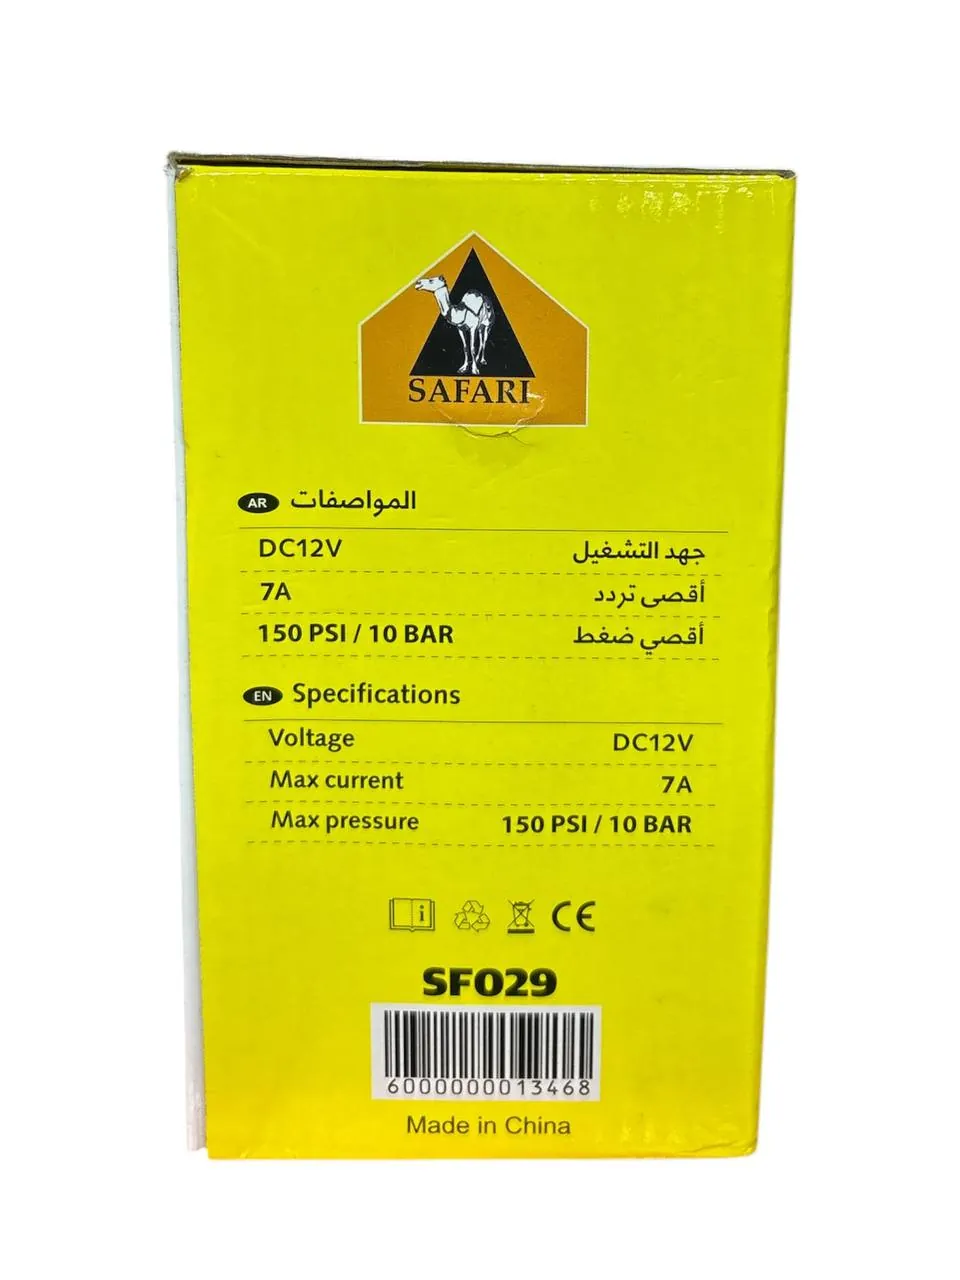 SAFARI
AR المواصفات
DC12V جهد التشغيل
7A أقصى تردد
150 PSI / 10 BAR أقصي ضغط
EN Specifications
Voltage DC12V
Max current 7A
Max pressure 150 PSI / 10 BAR
i CE
SF029
6000000013468
Made in China